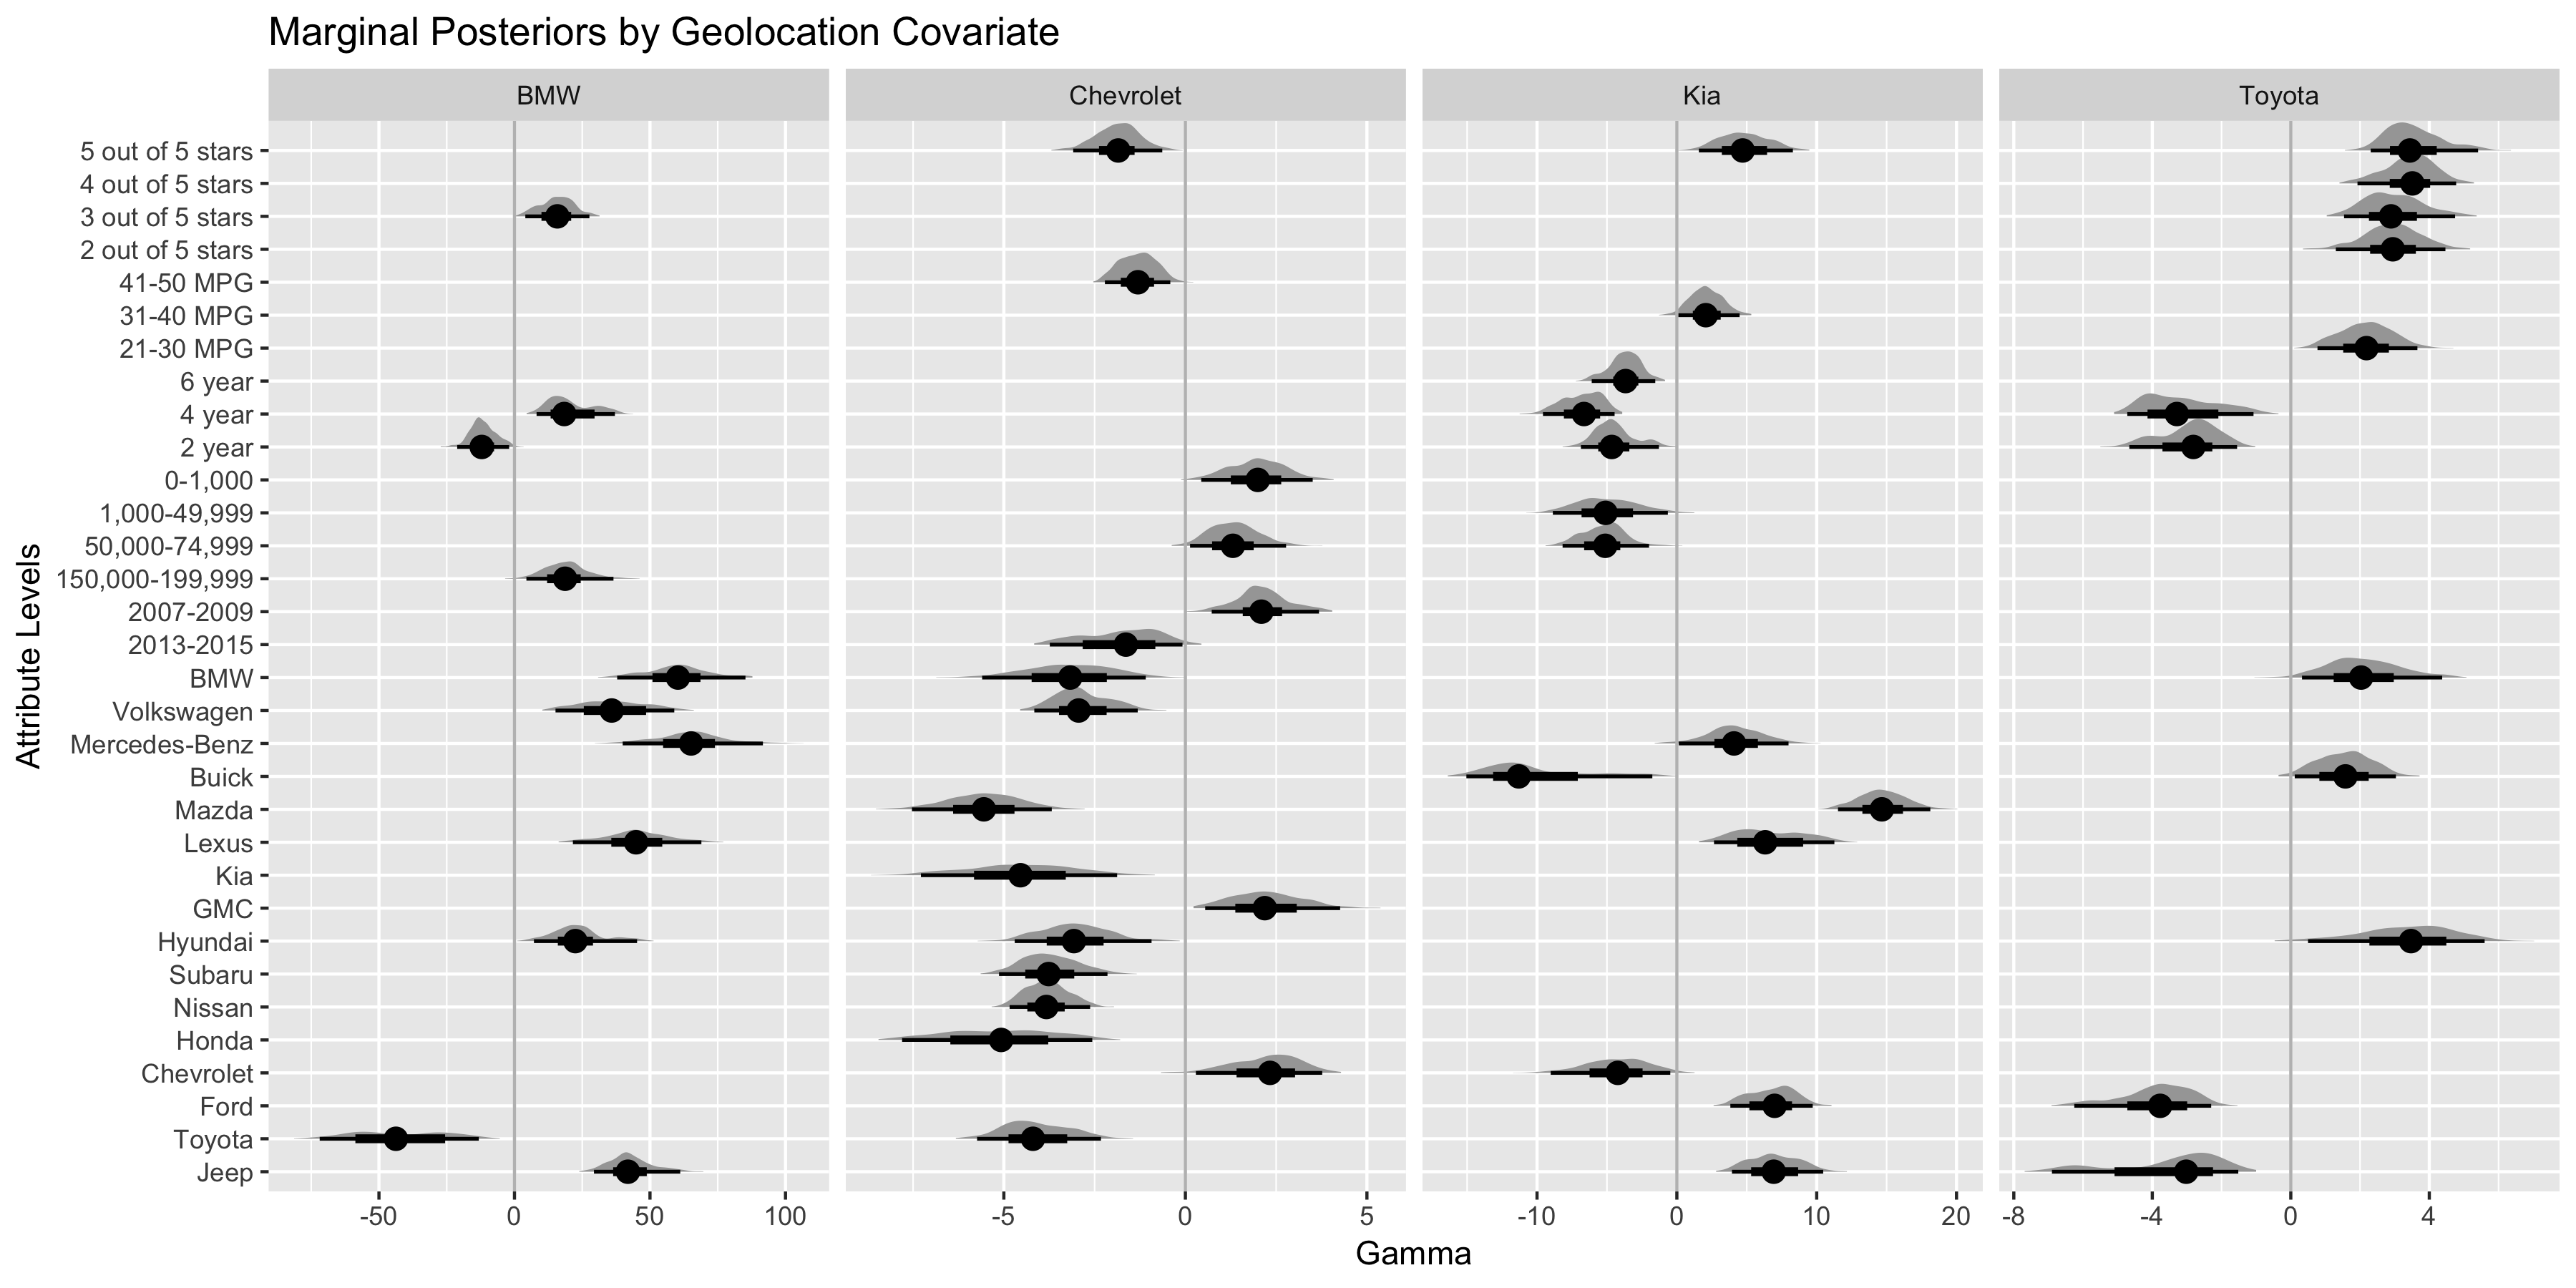 Marginal Posteriors by Geolocation Covariate
BMW
Chevrolet
Kia
Toyota
Attribute Levels
5 out of 5 stars
4 out of 5 stars
3 out of 5 stars
2 out of 5 stars
41-50 MPG
31-40 MPG
21-30 MPG
6 year
4 year
2 year
0-1,000
1,000-49,999
50,000-74,999
150,000-199,999
2007-2009
2013-2015
BMW
Volkswagen
Mercedes-Benz
Buick
Mazda
Lexus
Kia
GMC
Hyundai
Subaru
Nissan
Honda
Chevrolet
Ford
Toyota
Jeep
-50 0 50 100
-5 0 5
-10 0 10 20
-8 -4 0 4
Gamma